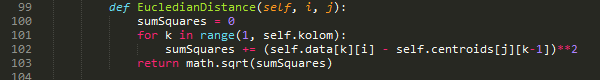 99 def EucledianDistance(self, i, j):
100 sumSquares = 0
101 for k in range(1, self.kolom):
102 sumSquares += (self.data[k][i] - self.centroids[j][k-1])**2
103 return math.sqrt(sumSquares)
104